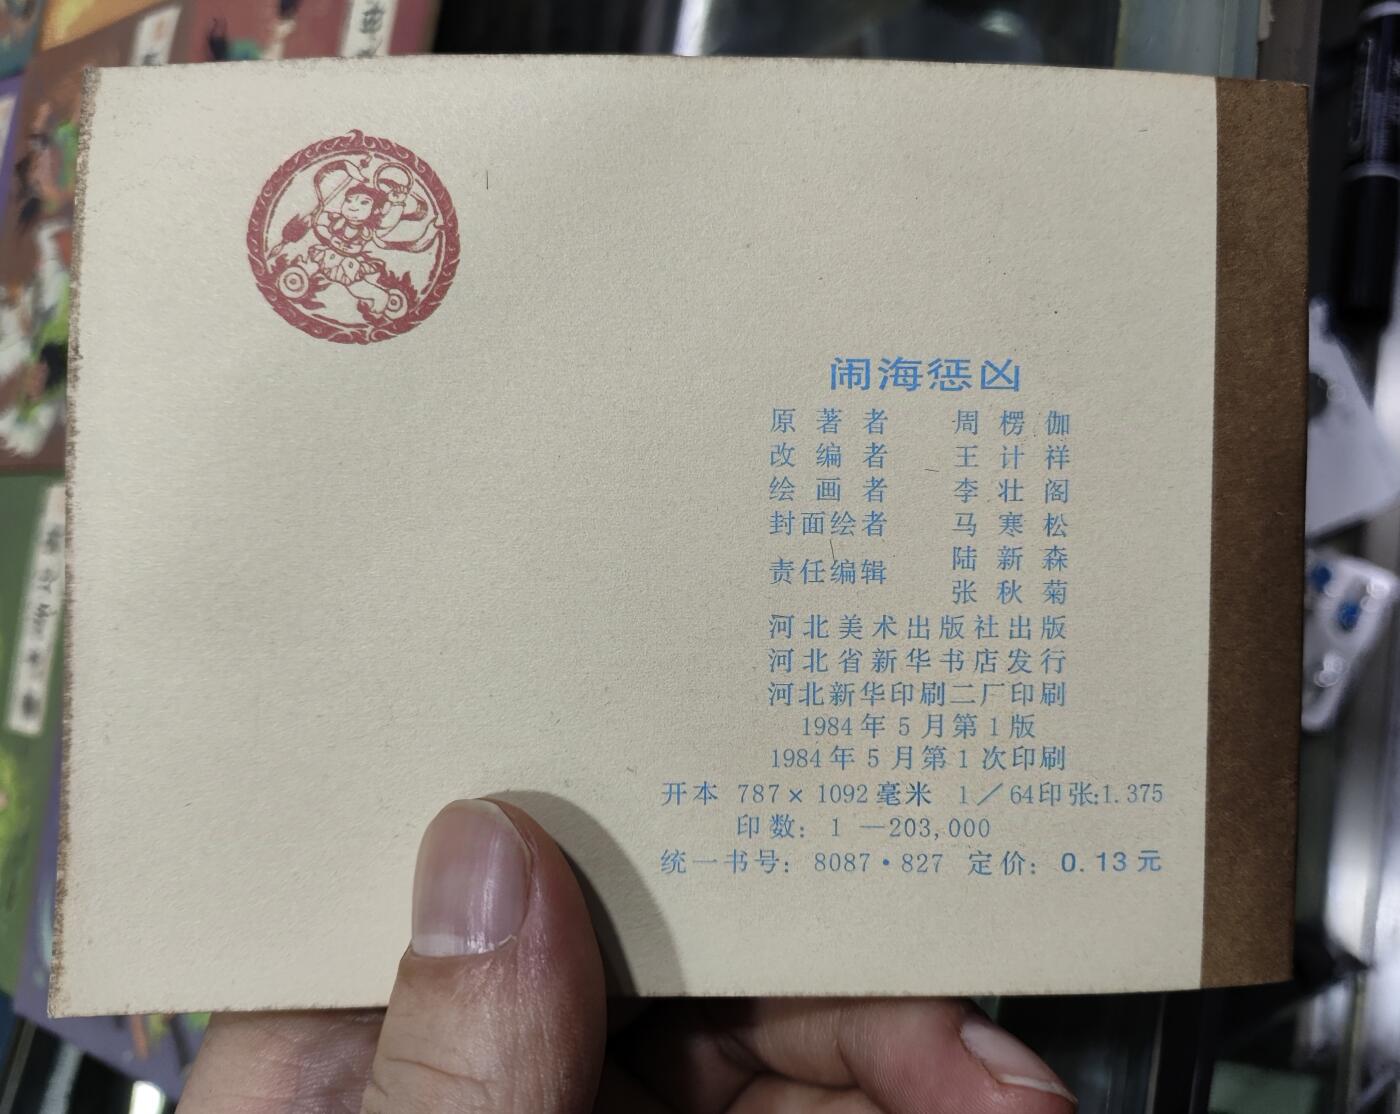 闹海惩凶
原著者 周楞伽
改编者 王计祥
绘画者 李壮阁
封面绘者 马寒松
责任编辑 陆新森
张秋菊
河北美术出版社出版
河北省新华书店发行
河北新华印刷二厂印刷
1984年5月第1版
1984年5月第1次印刷
开本 787×1092毫米 1／64印张:1.375
印数：1—203,000
统一书号：8087·827 定价：0.13元